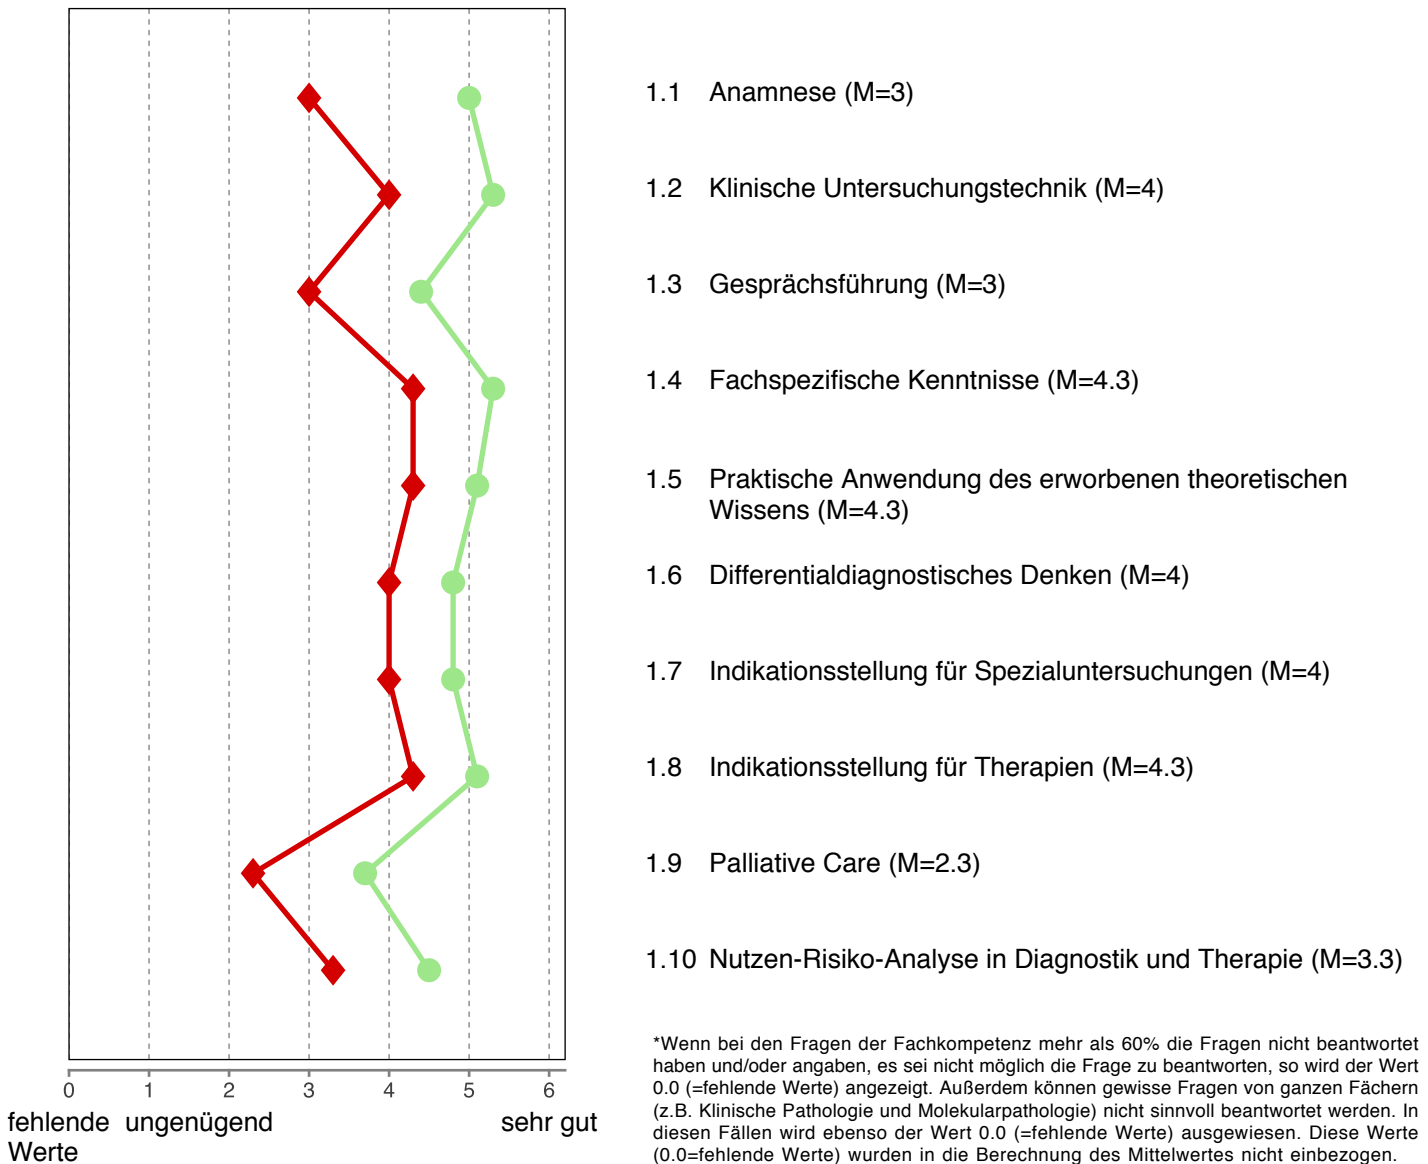 1.1 Anamnese (M=3)
1.2 Klinische Untersuchungstechnik (M=4)
1.3 Gesprächsführung (M=3)
1.4 Fachspezifische Kenntnisse (M=4.3)
1.5 Praktische Anwendung des erworbenen theoretischen
Wissens (M=4.3)
1.6 Differentialdiagnostisches Denken (M=4)
1.7 Indikationsstellung für Spezialuntersuchungen (M=4)
1.8 Indikationsstellung für Therapien (M=4.3)
1.9 Palliative Care (M=2.3)
1.10 Nutzen-Risiko-Analyse in Diagnostik und Therapie (M=3.3)
0 1 2 3 4 5 6
fehlende ungenügend sehr gut
Werte
*Wenn bei den Fragen der Fachkompetenz mehr als 60% die Fragen nicht beantwortet
haben und/oder angaben, es sei nicht möglich die Frage zu beantworten, so wird der Wert
0.0 (=fehlende Werte) angezeigt. Außerdem können gewisse Fragen von ganzen Fächern
(z.B. Klinische Pathologie und Molekularpathologie) nicht sinnvoll beantwortet werden. In
diesen Fällen wird ebenso der Wert 0.0 (=fehlende Werte) ausgewiesen. Diese Werte
(0.0=fehlende Werte) wurden in die Berechnung des Mittelwertes nicht einbezogen.